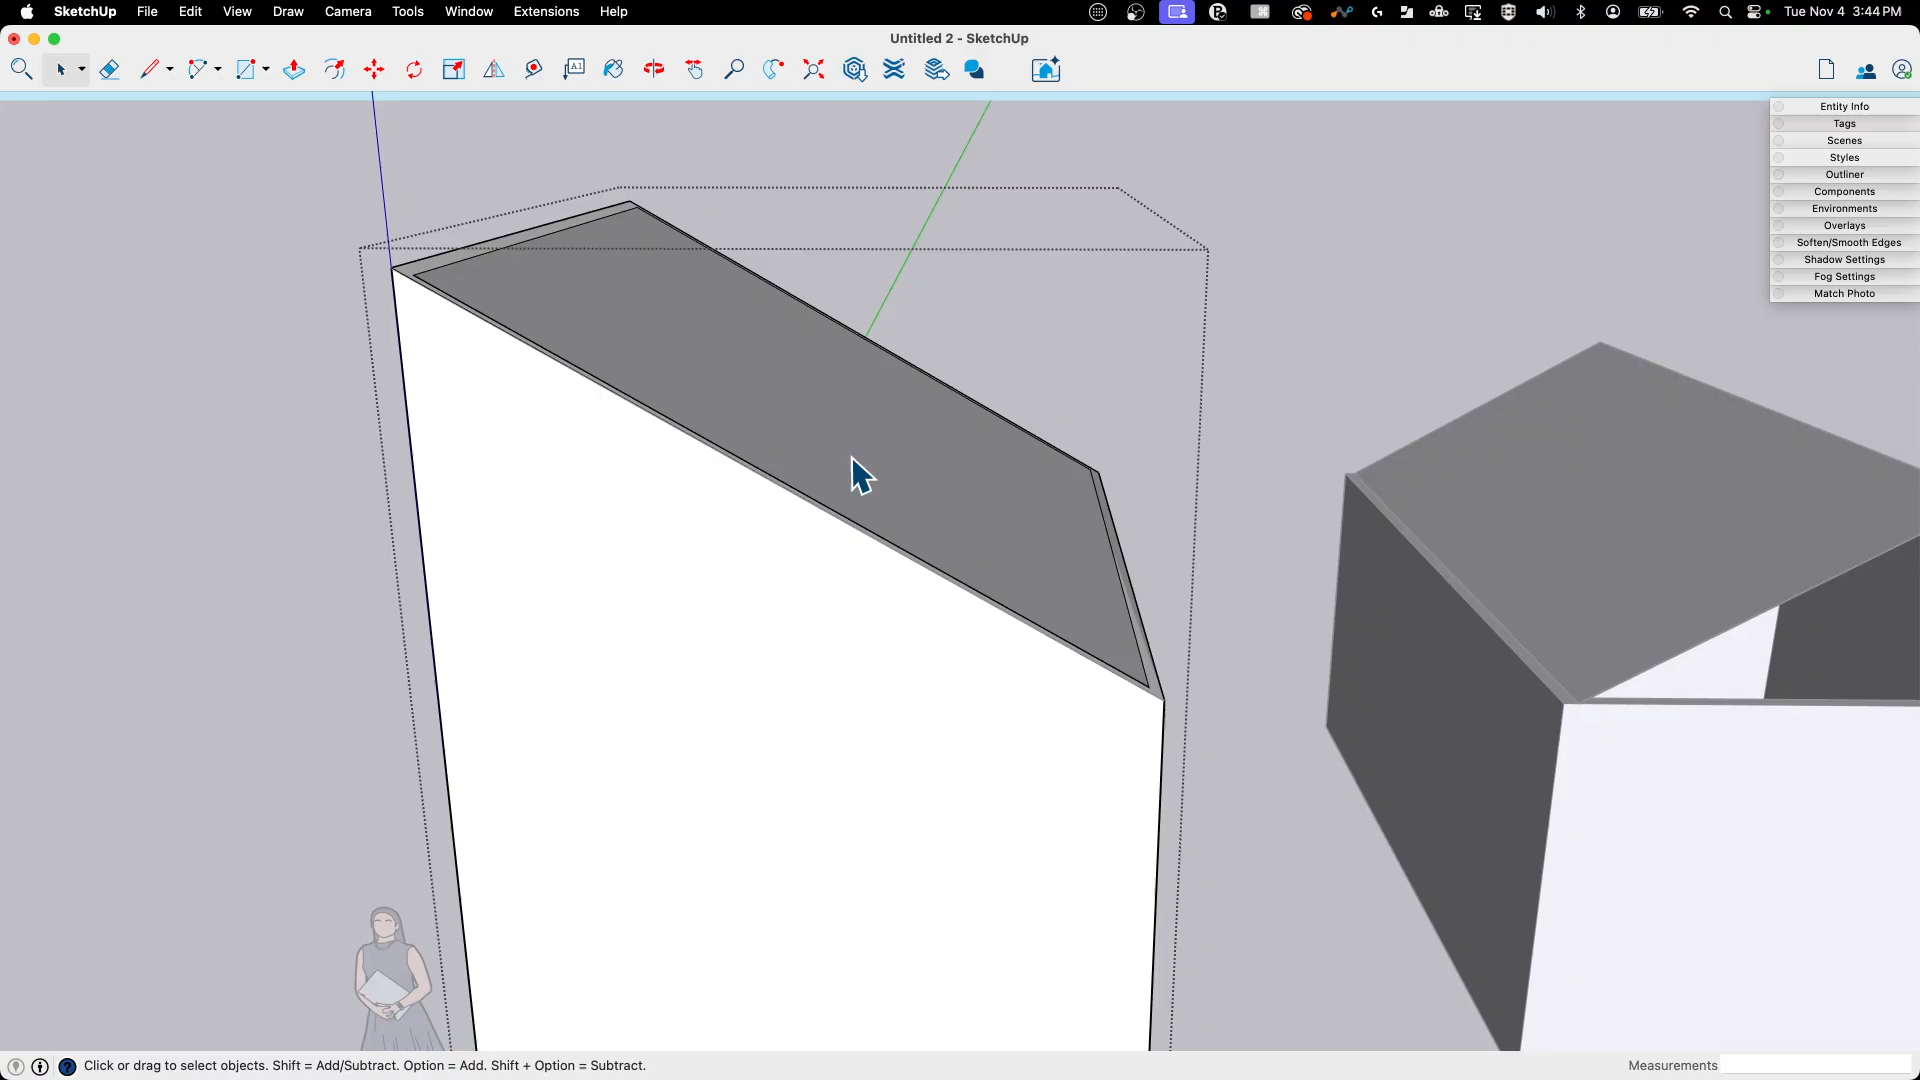 SketchUp File Edit View Draw Camera Tools Window Extensions Help Tue Nov 4 3:44 PM
Untitled 2 - SketchUp
A1
Entity Info
Tags
Scenes
Styles
Outliner
Components
Environments
Overlays
Soften/Smooth Edges
Shadow Settings
Fog Settings
Match Photo
Click or drag to select objects. Shift = Add/Subtract. Option = Add. Shift + Option = Subtract. Measurements